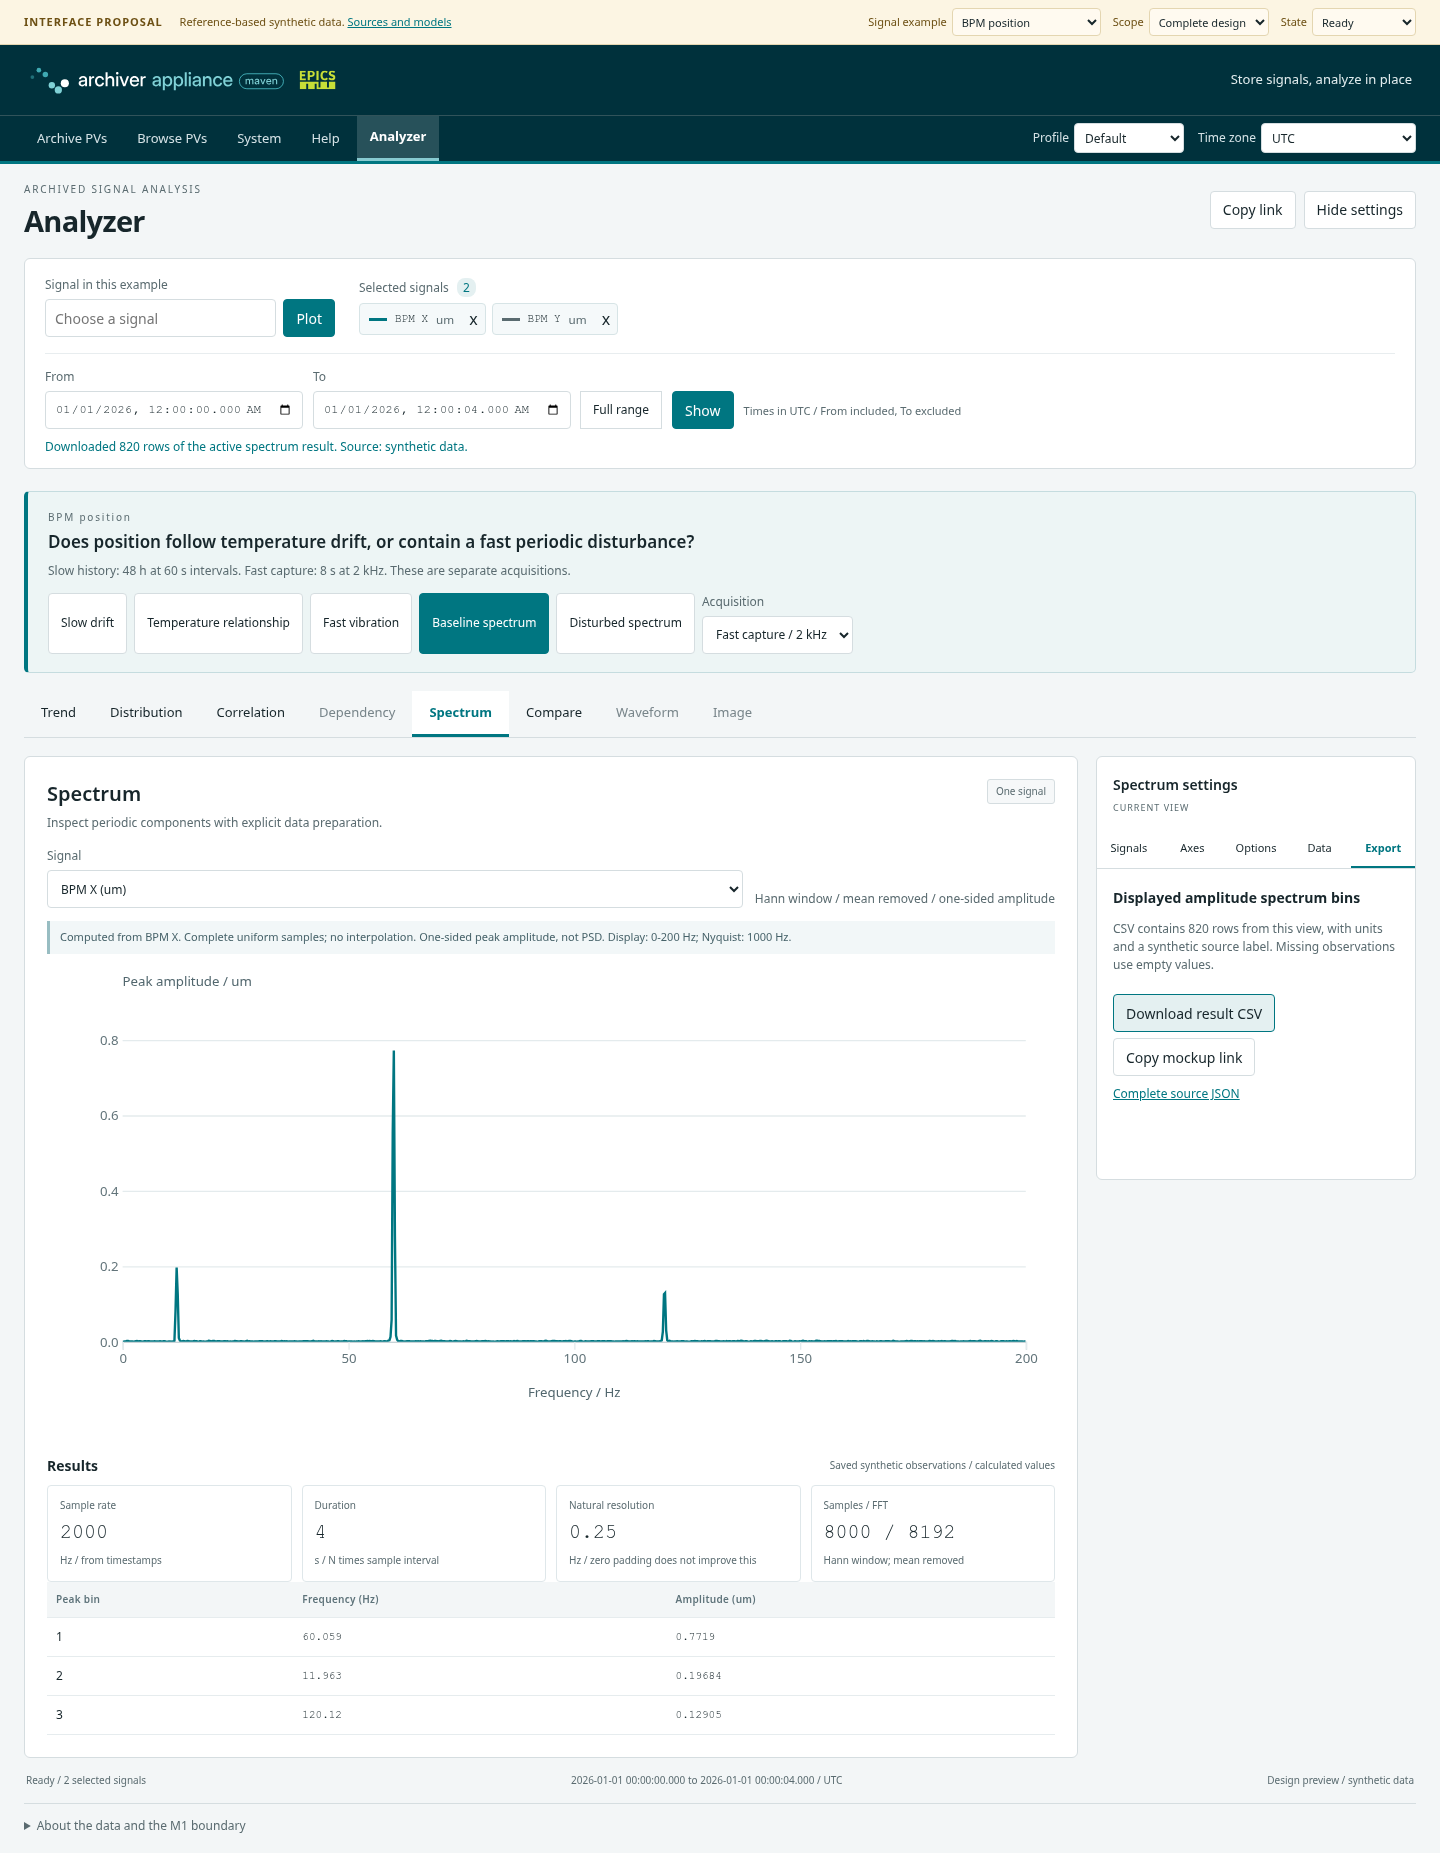 INTERFACE PROPOSAL Reference-based synthetic data. Sources and models Signal example BPM position Scope Complete design State Ready
archiver appliance maven EPICS Store signals, analyze in place
Archive PVs Browse PVs System Help Analyzer Profile Default Time zone UTC
ARCHIVED SIGNAL ANALYSIS
Analyzer Copy link Hide settings
Signal in this example Selected signals 2
Choose a signal Plot BPM X um X BPM Y um X
From To
01/01/2026, 12:00:00.000 AM 01/01/2026, 12:00:04.000 AM Full range Show Times in UTC / From included, To excluded
Downloaded 820 rows of the active spectrum result. Source: synthetic data.
BPM position
Does position follow temperature drift, or contain a fast periodic disturbance?
Slow history: 48 h at 60 s intervals. Fast capture: 8 s at 2 kHz. These are separate acquisitions.
Slow drift Temperature relationship Fast vibration Baseline spectrum Disturbed spectrum Acquisition
Fast capture / 2 kHz
Trend Distribution Correlation Dependency Spectrum Compare Waveform Image
Spectrum One signal
Inspect periodic components with explicit data preparation.
Signal
BPM X (um) Hann window / mean removed / one-sided amplitude
Computed from BPM X. Complete uniform samples; no interpolation. One-sided peak amplitude, not PSD. Display: 0-200 Hz; Nyquist: 1000 Hz.
Peak amplitude / um
0.8
0.6
0.4
0.2
0.0
0 50 100 150 200
Frequency / Hz
Results Saved synthetic observations / calculated values
Sample rate Duration Natural resolution Samples / FFT
2000 4 0.25 8000 / 8192
Hz / from timestamps s / N times sample interval Hz / zero padding does not improve this Hann window; mean removed
Peak bin Frequency (Hz) Amplitude (um)
1 60.059 0.7719
2 11.963 0.19684
3 120.12 0.12905
Spectrum settings
CURRENT VIEW
Signals Axes Options Data Export
Displayed amplitude spectrum bins
CSV contains 820 rows from this view, with units
and a synthetic source label. Missing observations
use empty values.
Download result CSV
Copy mockup link
Complete source JSON
Ready / 2 selected signals 2026-01-01 00:00:00.000 to 2026-01-01 00:00:04.000 / UTC Design preview / synthetic data
About the data and the M1 boundary